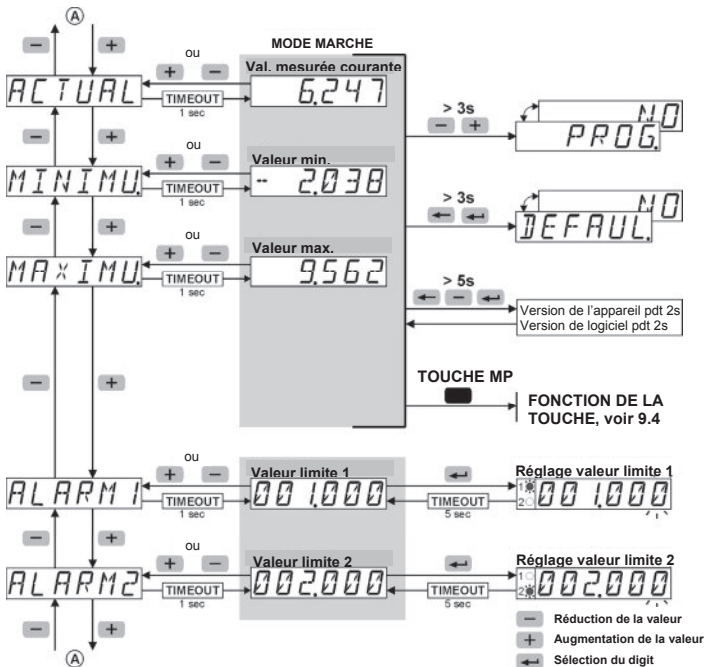 A
− +
ou
MODE MARCHE
+ −
Val. mesurée courante
ACTUAL
TIMEOUT
1 sec
6.247
> 3s
− +
NO
PROG.
− +
ou
+ −
Valeur min.
MINIMU.
TIMEOUT
1 sec
- 2.038
> 3s
NO
DEFAUL.
− +
ou
+ −
Valeur max.
MAXIMU.
TIMEOUT
1 sec
9.562
> 5s
−
Version de l'appareil pdt 2s
Version de logiciel pdt 2s
TOUCHE MP
− +
FONCTION DE LA
TOUCHE, voir 9.4
ou
+ −
Valeur limite 1
Réglage valeur limite 1
ALARM1
TIMEOUT
1 sec
001.000
TIMEOUT
5 sec
1
2
001.000
− +
ou
+ −
Valeur limite 2
Réglage valeur limite 2
ALARM2
TIMEOUT
1 sec
002.000
TIMEOUT
5 sec
1
2
002.000
− +
A
− Réduction de la valeur
+ Augmentation de la valeur
Sélection du digit